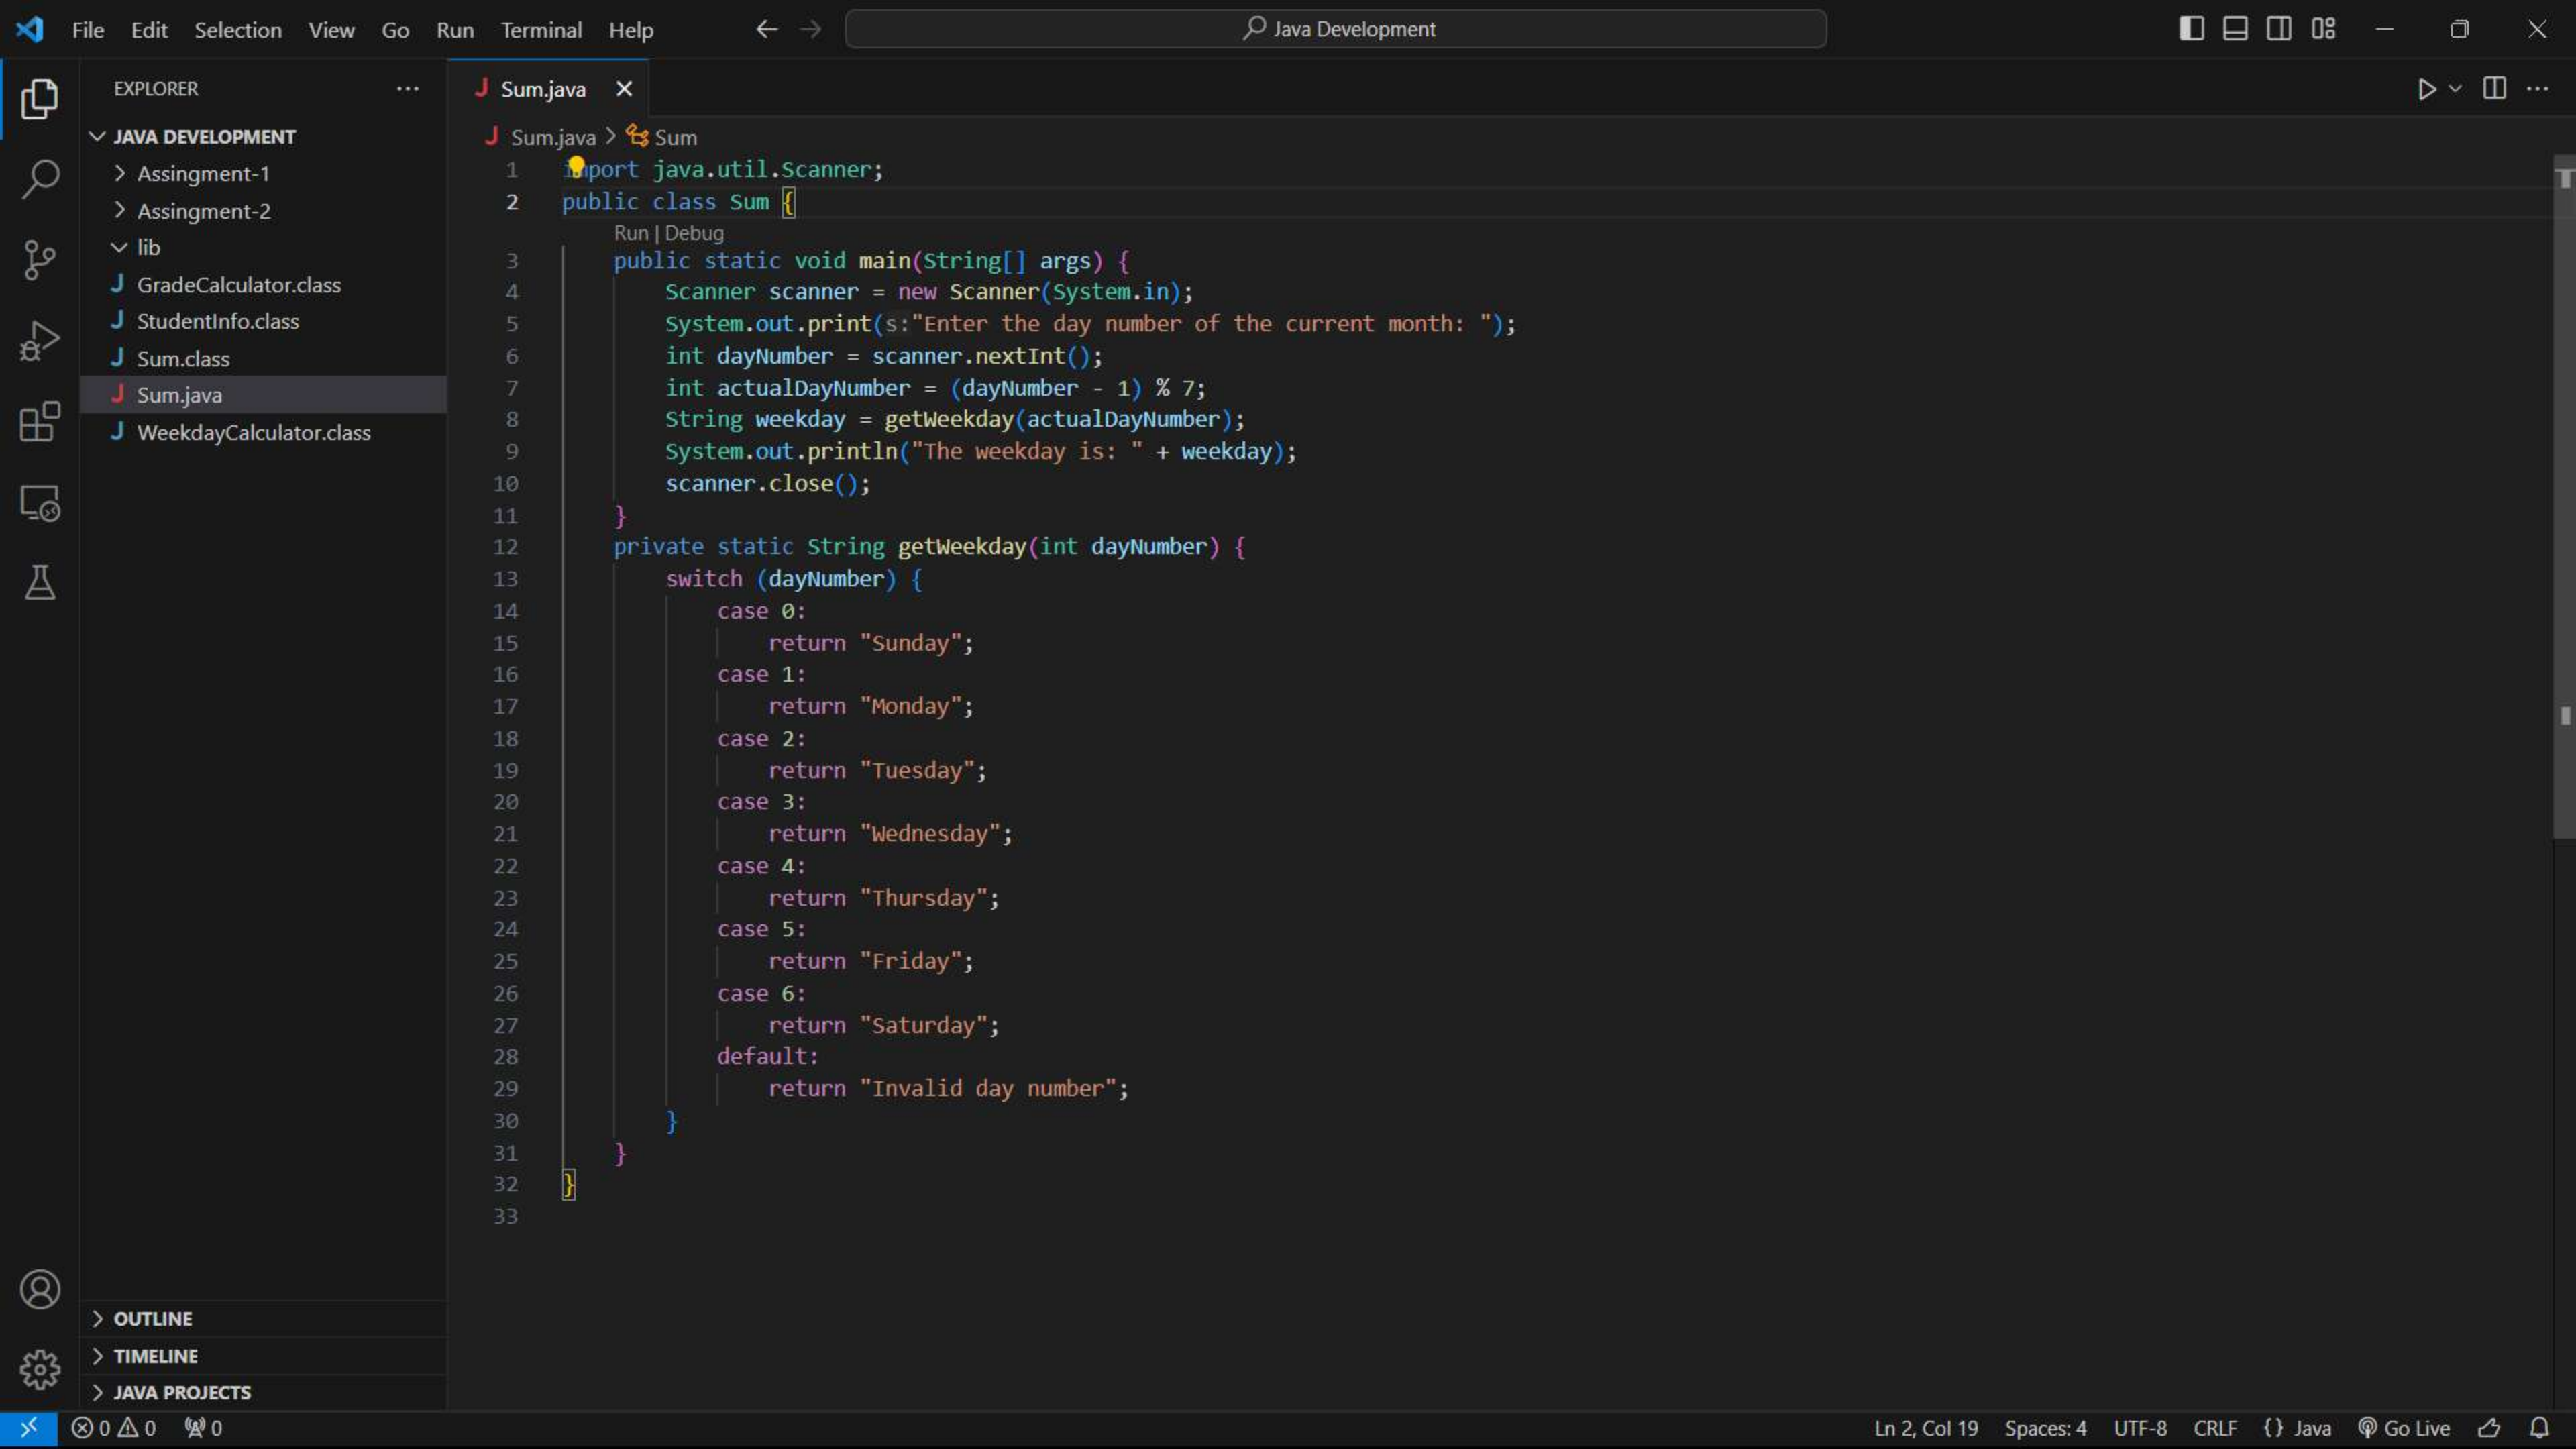 File Edit Selection View Go Run Terminal Help
Java Development
EXPLORER
JAVA DEVELOPMENT
Assingment-1
Assingment-2
lib
GradeCalculator.class
StudentInfo.class
Sum.class
Sum.java
WeekdayCalculator.class
OUTLINE
TIMELINE
JAVA PROJECTS
Sum.java
Sum.java > Sum
1 import java.util.Scanner;
2 public class Sum {
Run | Debug
3 public static void main(String[] args) {
4 Scanner scanner = new Scanner(System.in);
5 System.out.print(s:"Enter the day number of the current month: ");
6 int dayNumber = scanner.nextInt();
7 int actualDayNumber = (dayNumber - 1) % 7;
8 String weekday = getWeekday(actualDayNumber);
9 System.out.println("The weekday is: " + weekday);
10 scanner.close();
11 }
12 private static String getWeekday(int dayNumber) {
13 switch (dayNumber) {
14 case 0:
15 return "Sunday";
16 case 1:
17 return "Monday";
18 case 2:
19 return "Tuesday";
20 case 3:
21 return "Wednesday";
22 case 4:
23 return "Thursday";
24 case 5:
25 return "Friday";
26 case 6:
27 return "Saturday";
28 default:
29 return "Invalid day number";
30 }
31 }
32 }
33
0 0 0 Ln 2, Col 19 Spaces: 4 UTF-8 CRLF {} Java Go Live